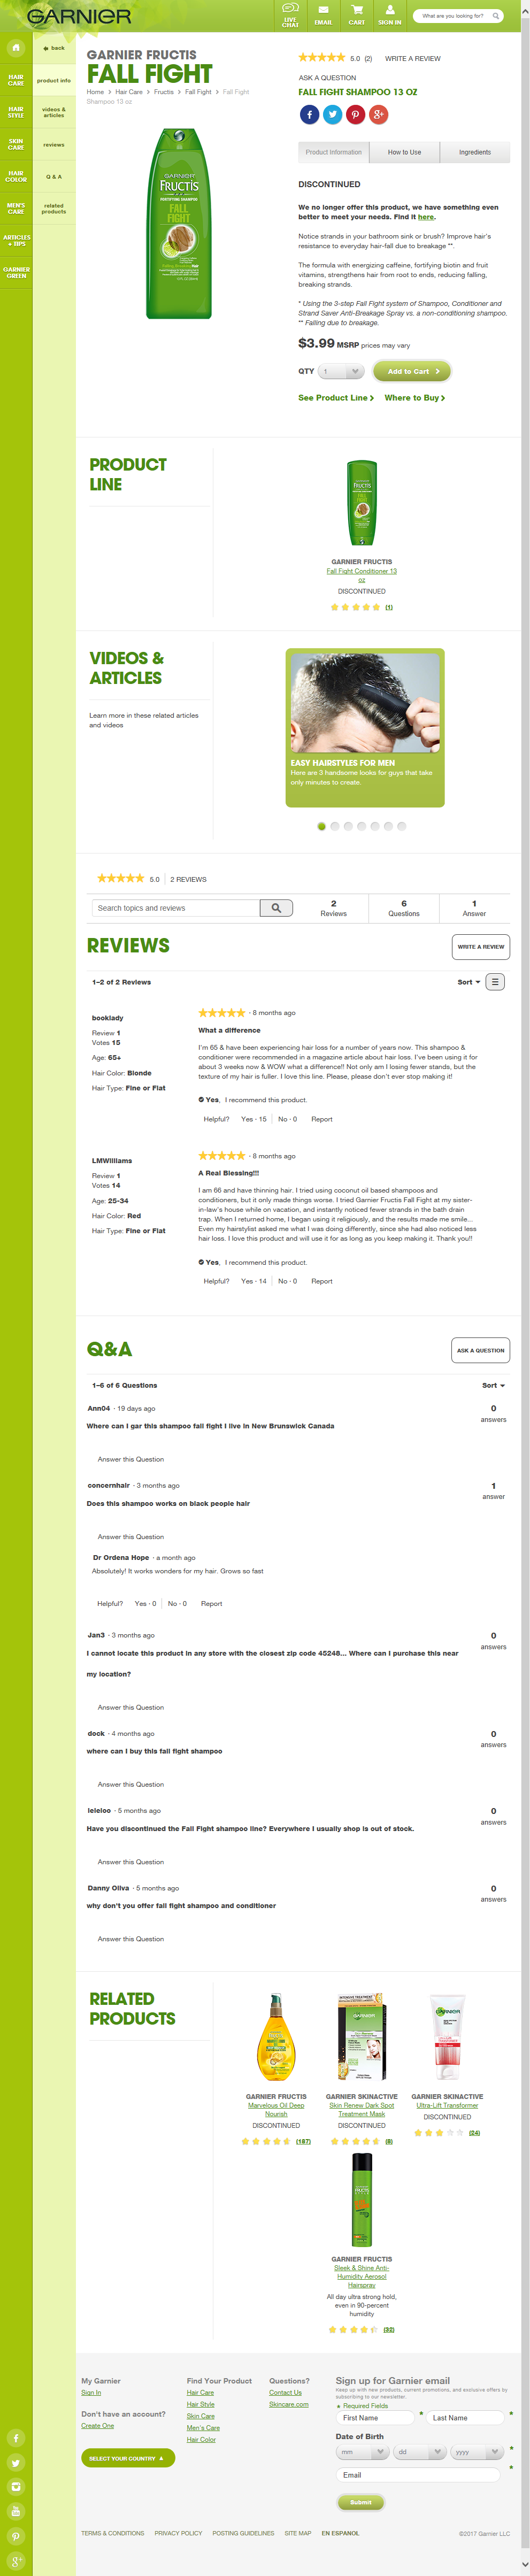 GARNIER
LIVE CHAT
EMAIL
CART
SIGN IN
What are you looking for?
back
HAIR CARE
product info
HAIR STYLE
videos & articles
SKIN CARE
reviews
HAIR COLOR
Q & A
MEN'S CARE
related products
ARTICLES + TIPS
GARNIER GREEN
GARNIER FRUCTIS
FALL FIGHT
Home > Hair Care > Fructis > Fall Fight > Fall Fight
Shampoo 13 oz
5.0 (2) WRITE A REVIEW
ASK A QUESTION
FALL FIGHT SHAMPOO 13 OZ
GARNIER
FRUCTIS
FALL
FIGHT
Product Information
How to Use
Ingredients
DISCONTINUED
We no longer offer this product, we have something even
better to meet your needs. Find it here.
Notice strands in your bathroom sink or brush? Improve hair's
resistance to everyday hair-fall due to breakage **.
The formula with energizing caffeine, fortifying biotin and fruit
vitamins, strengthens hair from root to ends, reducing falling,
breaking strands.
* Using the 3-step Fall Fight system of Shampoo, Conditioner and
Strand Saver Anti-Breakage Spray vs. a non-conditioning shampoo.
** Falling due to breakage.
$3.99 MSRP prices may vary
QTY 1 Add to Cart >
See Product Line > Where to Buy >
PRODUCT
LINE
GARNIER FRUCTIS
Fall Fight Conditioner 13
oz
DISCONTINUED
(1)
VIDEOS &
ARTICLES
Learn more in these related articles
and videos
EASY HAIRSTYLES FOR MEN
Here are 3 handsome looks for guys that take
only minutes to create.
5.0 2 REVIEWS
Search topics and reviews
2
Reviews
6
Questions
1
Answer
REVIEWS
WRITE A REVIEW
1–2 of 2 Reviews
Sort
booklady
Review 1
Votes 15
Age: 65+
Hair Color: Blonde
Hair Type: Fine or Flat
· 8 months ago
What a difference
I'm 65 & have been experiencing hair loss for a number of years now. This shampoo &
conditioner were recommended in a magazine article about hair loss. I've been using it for
about 3 weeks now & WOW what a difference!! Not only am I losing fewer stands, but the
texture of my hair is fuller. I love this line. Please, please don't ever stop making it!
Yes, I recommend this product.
Helpful? Yes · 15 No · 0 Report
LMWilliams
Review 1
Votes 14
Age: 25-34
Hair Color: Red
Hair Type: Fine or Flat
· 8 months ago
A Real Blessing!!!
I am 66 and have thinning hair. I tried using coconut oil based shampoos and
conditioners, but it only made things worse. I tried Garnier Fructis Fall Fight at my sister-
in-law's house while on vacation, and instantly noticed fewer strands in the bath drain
trap. When I returned home, I began using it religiously, and the results made me smile...
Even my hairstylist asked me what I was doing differently, since she had also noticed less
hair loss. I love this product and will use it for as long as you keep making it. Thank you!!
Yes, I recommend this product.
Helpful? Yes · 14 No · 0 Report
Q&A
ASK A QUESTION
1–6 of 6 Questions
Sort
Ann04 · 19 days ago
0
answers
Where can I gar this shampoo fall fight I live in New Brunswick Canada
Answer this Question
concernhair · 3 months ago
1
answer
Does this shampoo works on black people hair
Answer this Question
Dr Ordena Hope · a month ago
Absolutely! It works wonders for my hair. Grows so fast
Helpful? Yes · 0 No · 0 Report
Jan3 · 3 months ago
0
answers
I cannot locate this product in any store with the closest zip code 45248... Where can I purchase this near
my location?
Answer this Question
dock · 4 months ago
0
answers
where can I buy this fall fight shampoo
Answer this Question
leleloo · 5 months ago
0
answers
Have you discontinued the Fall Fight shampoo line? Everywhere I usually shop is out of stock.
Answer this Question
Danny Oliva · 5 months ago
0
answers
why don't you offer fall fight shampoo and conditioner
Answer this Question
RELATED
PRODUCTS
GARNIER FRUCTIS
Marvelous Oil Deep
Nourish
DISCONTINUED
(187)
GARNIER SKINACTIVE
Skin Renew Dark Spot
Treatment Mask
DISCONTINUED
(8)
GARNIER SKINACTIVE
Ultra-Lift Transformer
DISCONTINUED
(24)
GARNIER FRUCTIS
Sleek & Shine Anti-
Humidity Aerosol
Hairspray
All day ultra strong hold,
even in 90-percent
humidity
(32)
My Garnier
Sign In
Don't have an account?
Create One
SELECT YOUR COUNTRY
Find Your Product
Hair Care
Hair Style
Skin Care
Men's Care
Hair Color
Questions?
Contact Us
Skincare.com
Sign up for Garnier email
Keep up with new products, current promotions, and exclusive offers by
subscribing to our newsletter.
* Required Fields
First Name * Last Name *
Date of Birth
mm dd yyyy *
Email *
Submit
TERMS & CONDITIONS PRIVACY POLICY POSTING GUIDELINES SITE MAP EN ESPANOL
©2017 Garnier LLC